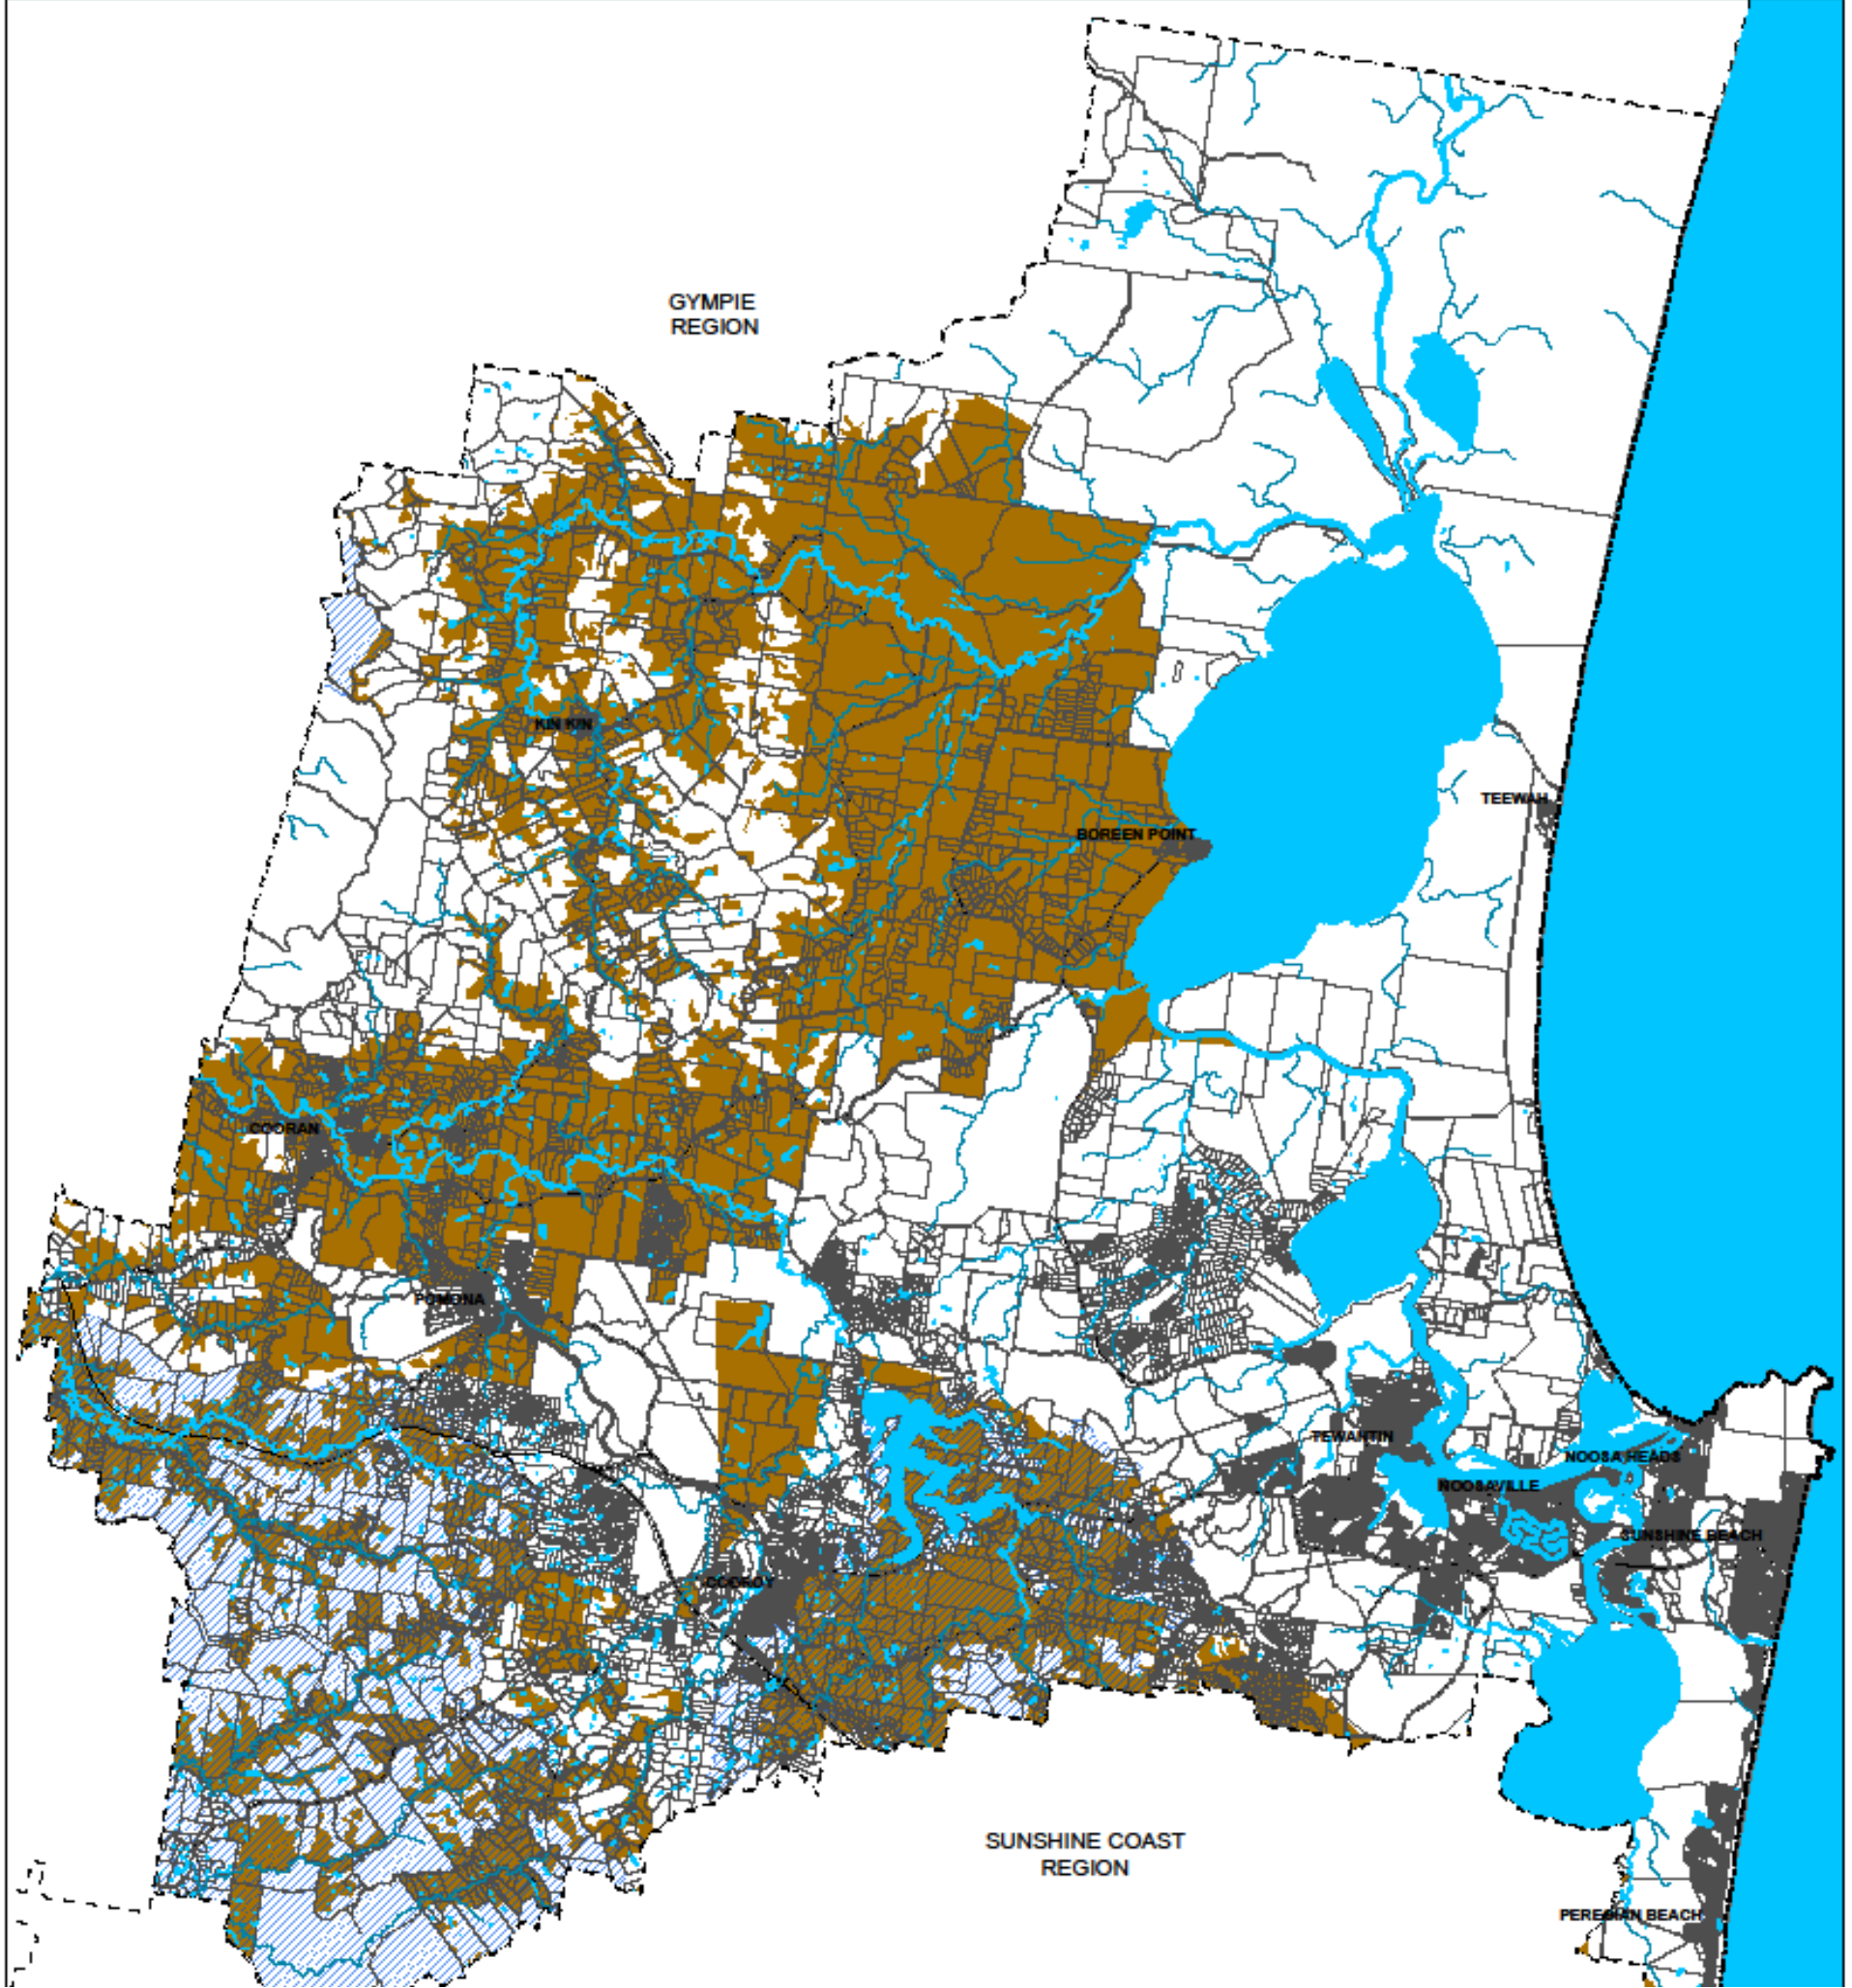 GYMPIE
REGION
KIN KIN
TEEWAH
BOREEN POINT
COORAN
POMONA
TEWANTIN
NOOSA HEADS
NOOSAVILLE
SUNSHINE BEACH
COOROY
SUNSHINE COAST
REGION
PEREGIAN BEACH